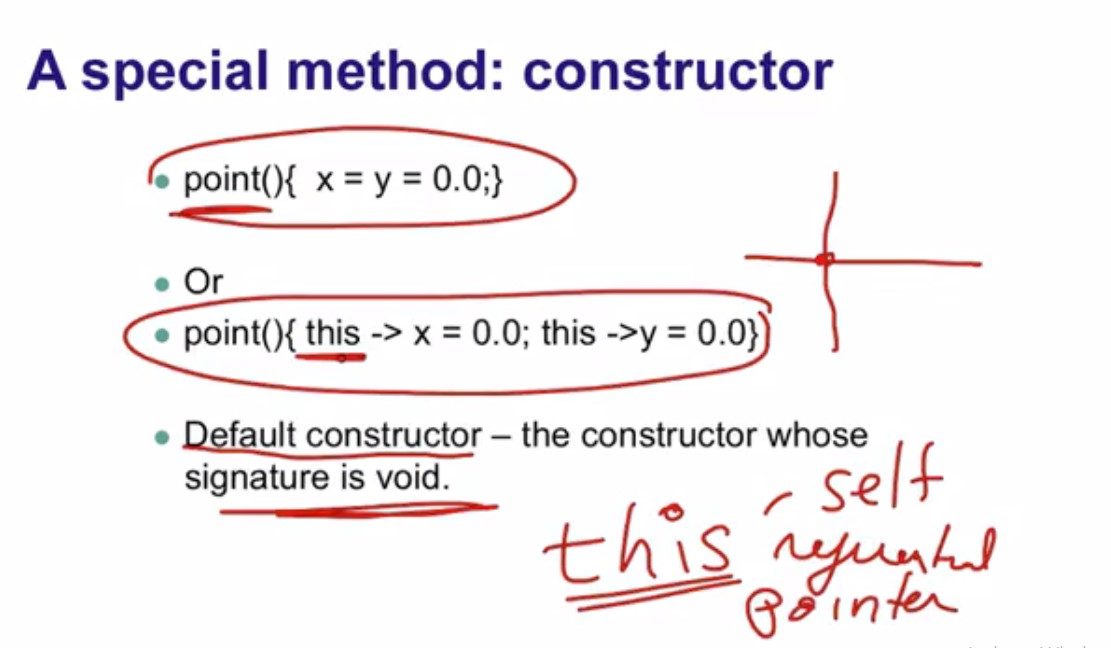 A special method: constructor
point(){ x = y = 0.0;}
Or
point(){ this -> x = 0.0; this ->y = 0.0}
Default constructor – the constructor whose
signature is void.
this - self
pointer